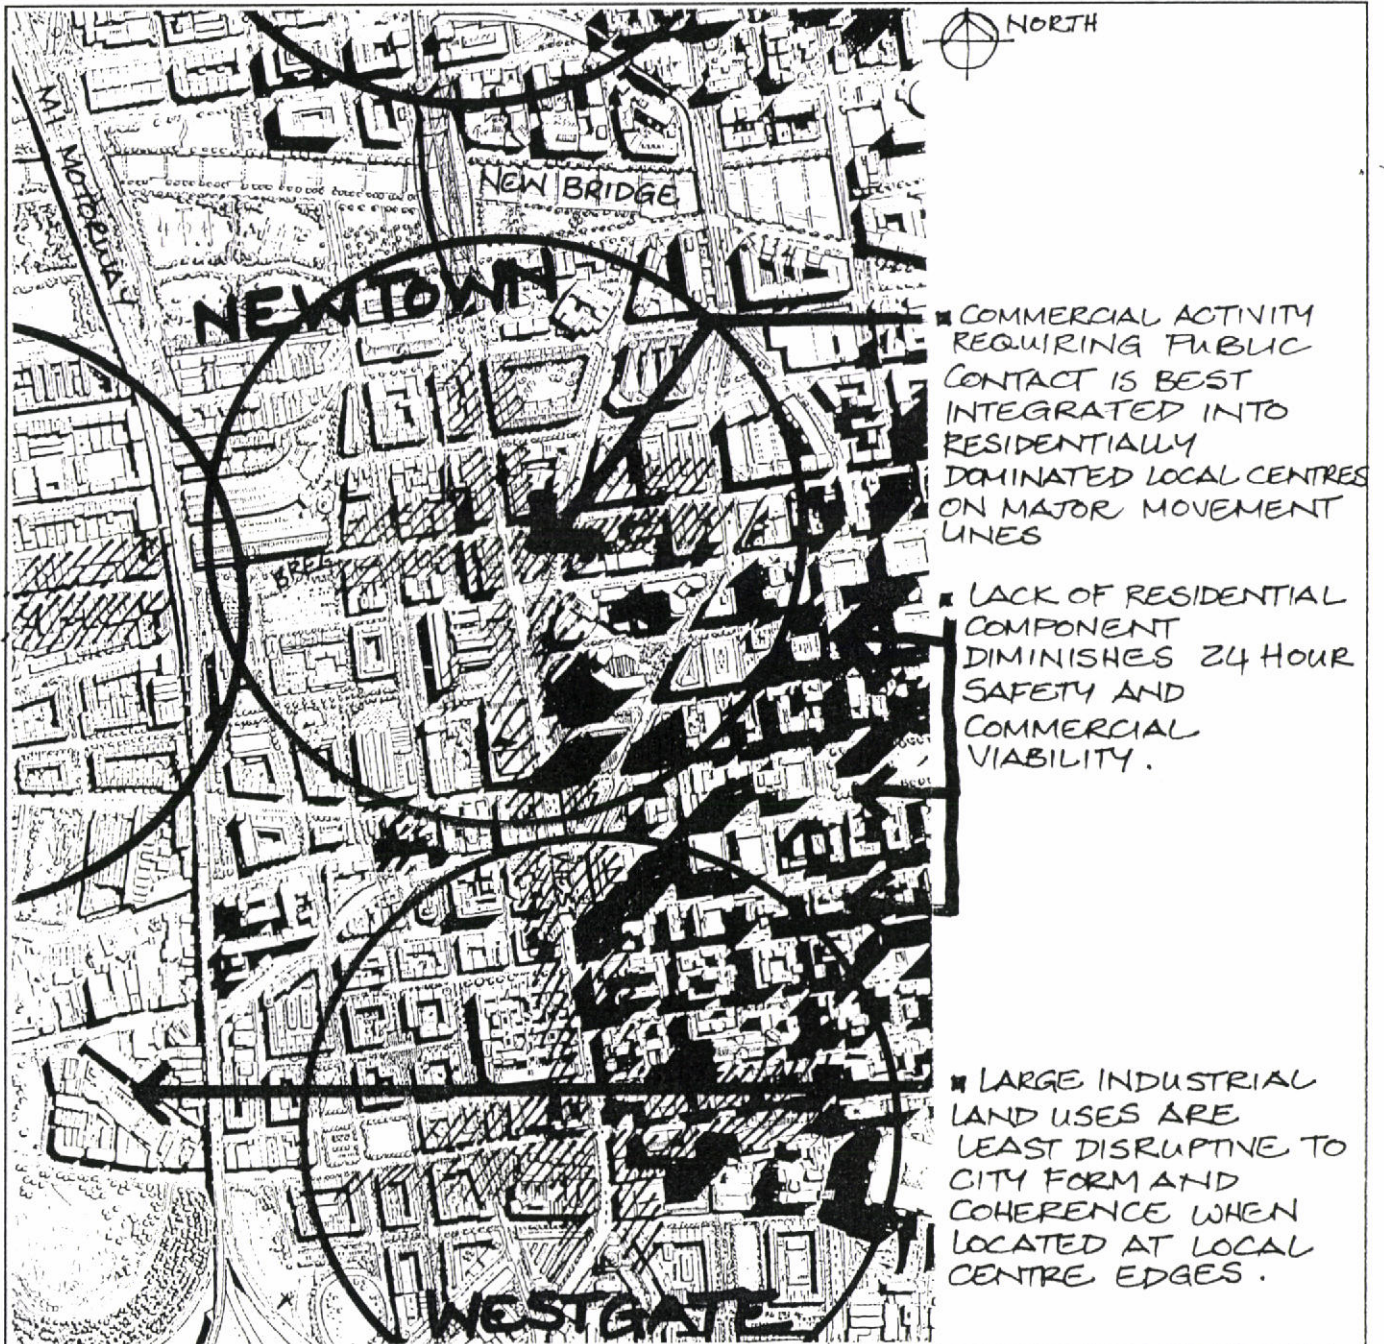 NORTH
M1 MOTORWAY
NEW BRIDGE
NEWTOWN
COMMERCIAL ACTIVITY
REQUIRING PUBLIC
CONTACT IS BEST
INTEGRATED INTO
RESIDENTIALLY
DOMINATED LOCAL CENTRES
ON MAJOR MOVEMENT
LINES
LACK OF RESIDENTIAL
COMPONENT
DIMINISHES 24 HOUR
SAFETY AND
COMMERCIAL
VIABILITY.
LARGE INDUSTRIAL
LAND USES ARE
LEAST DISRUPTIVE TO
CITY FORM AND
COHERENCE WHEN
LOCATED AT LOCAL
CENTRE EDGES.
WESTGATE